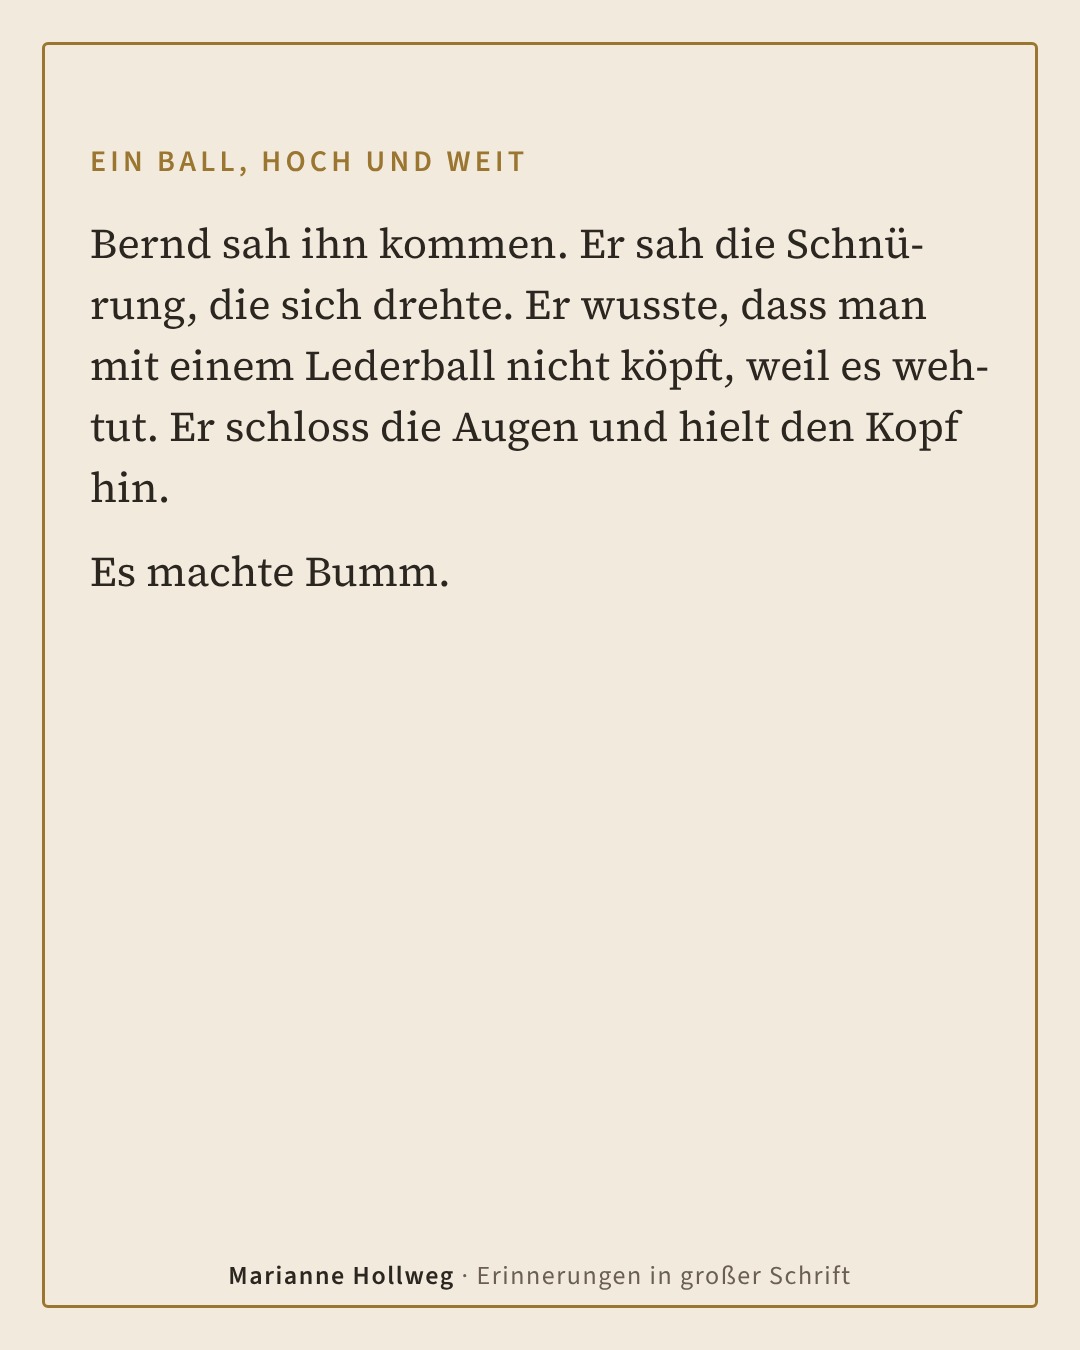 EIN BALL, HOCH UND WEIT
Bernd sah ihn kommen. Er sah die Schnü-
rung, die sich drehte. Er wusste, dass man
mit einem Lederball nicht köpft, weil es weh-
tut. Er schloss die Augen und hielt den Kopf
hin.
Es machte Bumm.
Marianne Hollweg · Erinnerungen in großer Schrift